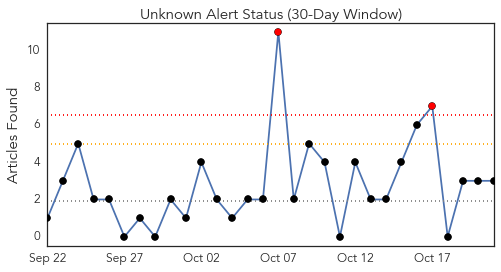 Unknown Alert Status (30-Day Window)
Articles Found
10
8
6
4
2
0
Sep 22 Sep 27 Oct 02 Oct 07 Oct 12 Oct 17